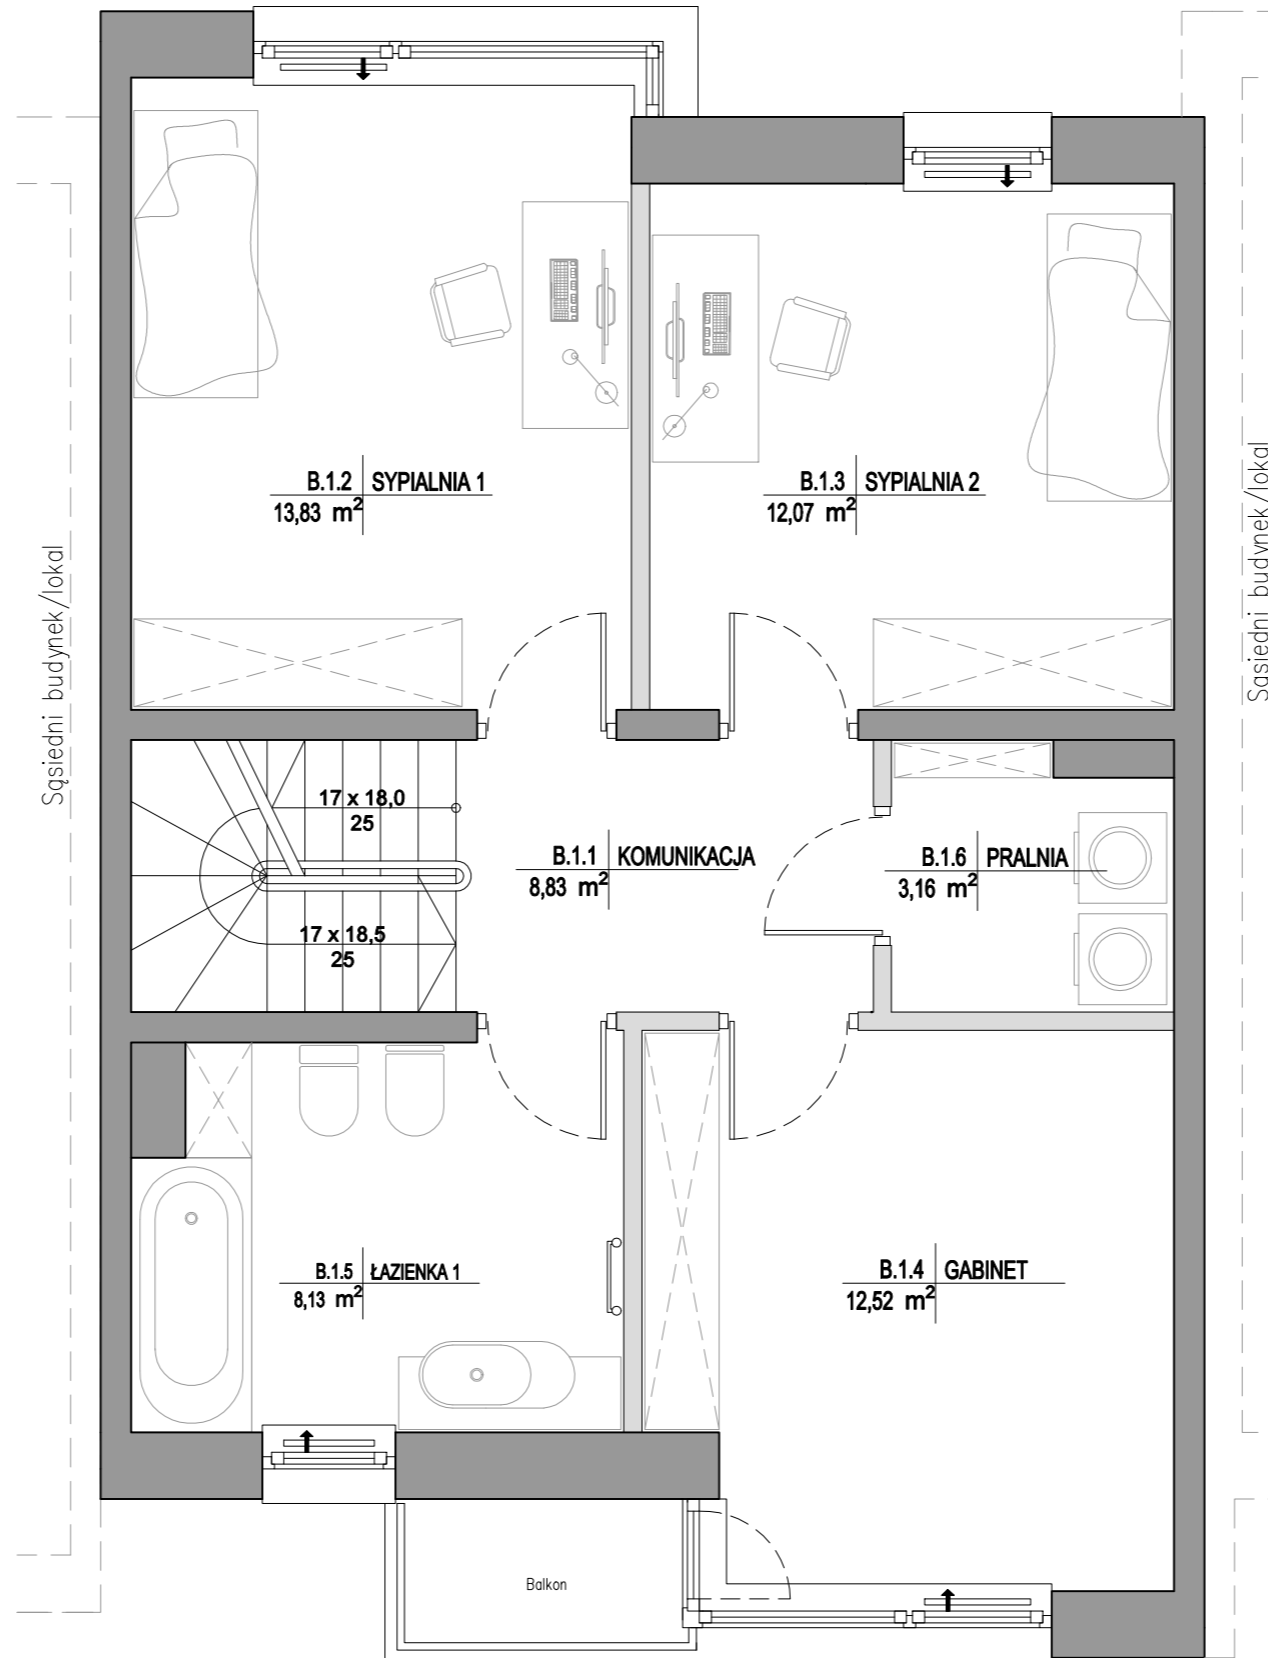 B.1.2 SYPIALNIA 1
13,83 m²
B.1.3 SYPIALNIA 2
12,07 m²
Sąsiedni budynek/lokal
Sąsiedni budynek/lokal
17 x 18,0
25
B.1.1 KOMUNIKACJA
8,83 m²
B.1.6 PRALNIA
3,16 m²
17 x 18,5
25
B.1.5 ŁAZIENKA 1
8,13 m²
B.1.4 GABINET
12,52 m²
Balkon